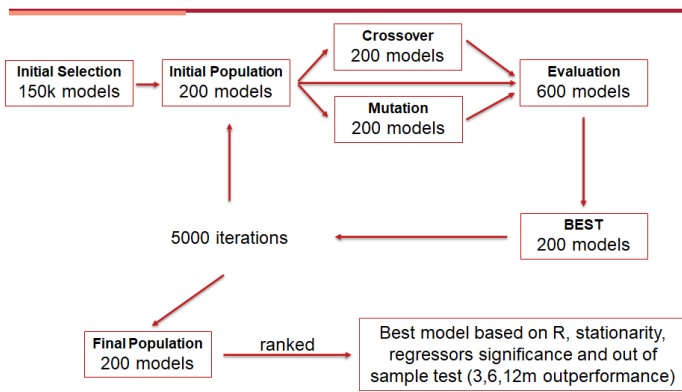 Initial Selection
150k models
Initial Population
200 models
Crossover
200 models
Mutation
200 models
Evaluation
600 models
BEST
200 models
5000 iterations
Final Population
200 models
ranked
Best model based on R, stationarity,
regressors significance and out of
sample test (3,6,12m outperformance)